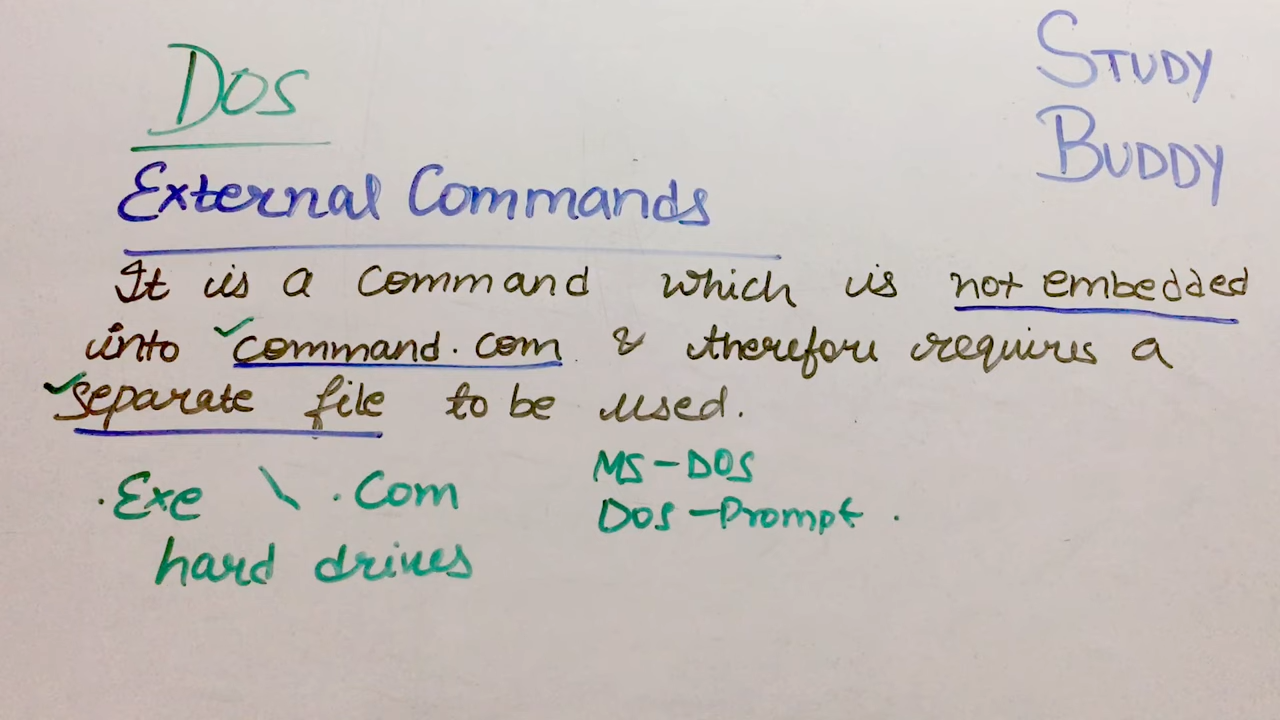 DOS
STUDY
BUDDY
External Commands
It is a command which is not embedded
into command.com & therefore requires a
separate file to be used.
.Exe \ .Com
hard drives
MS-DOS
Dos-Prompt.